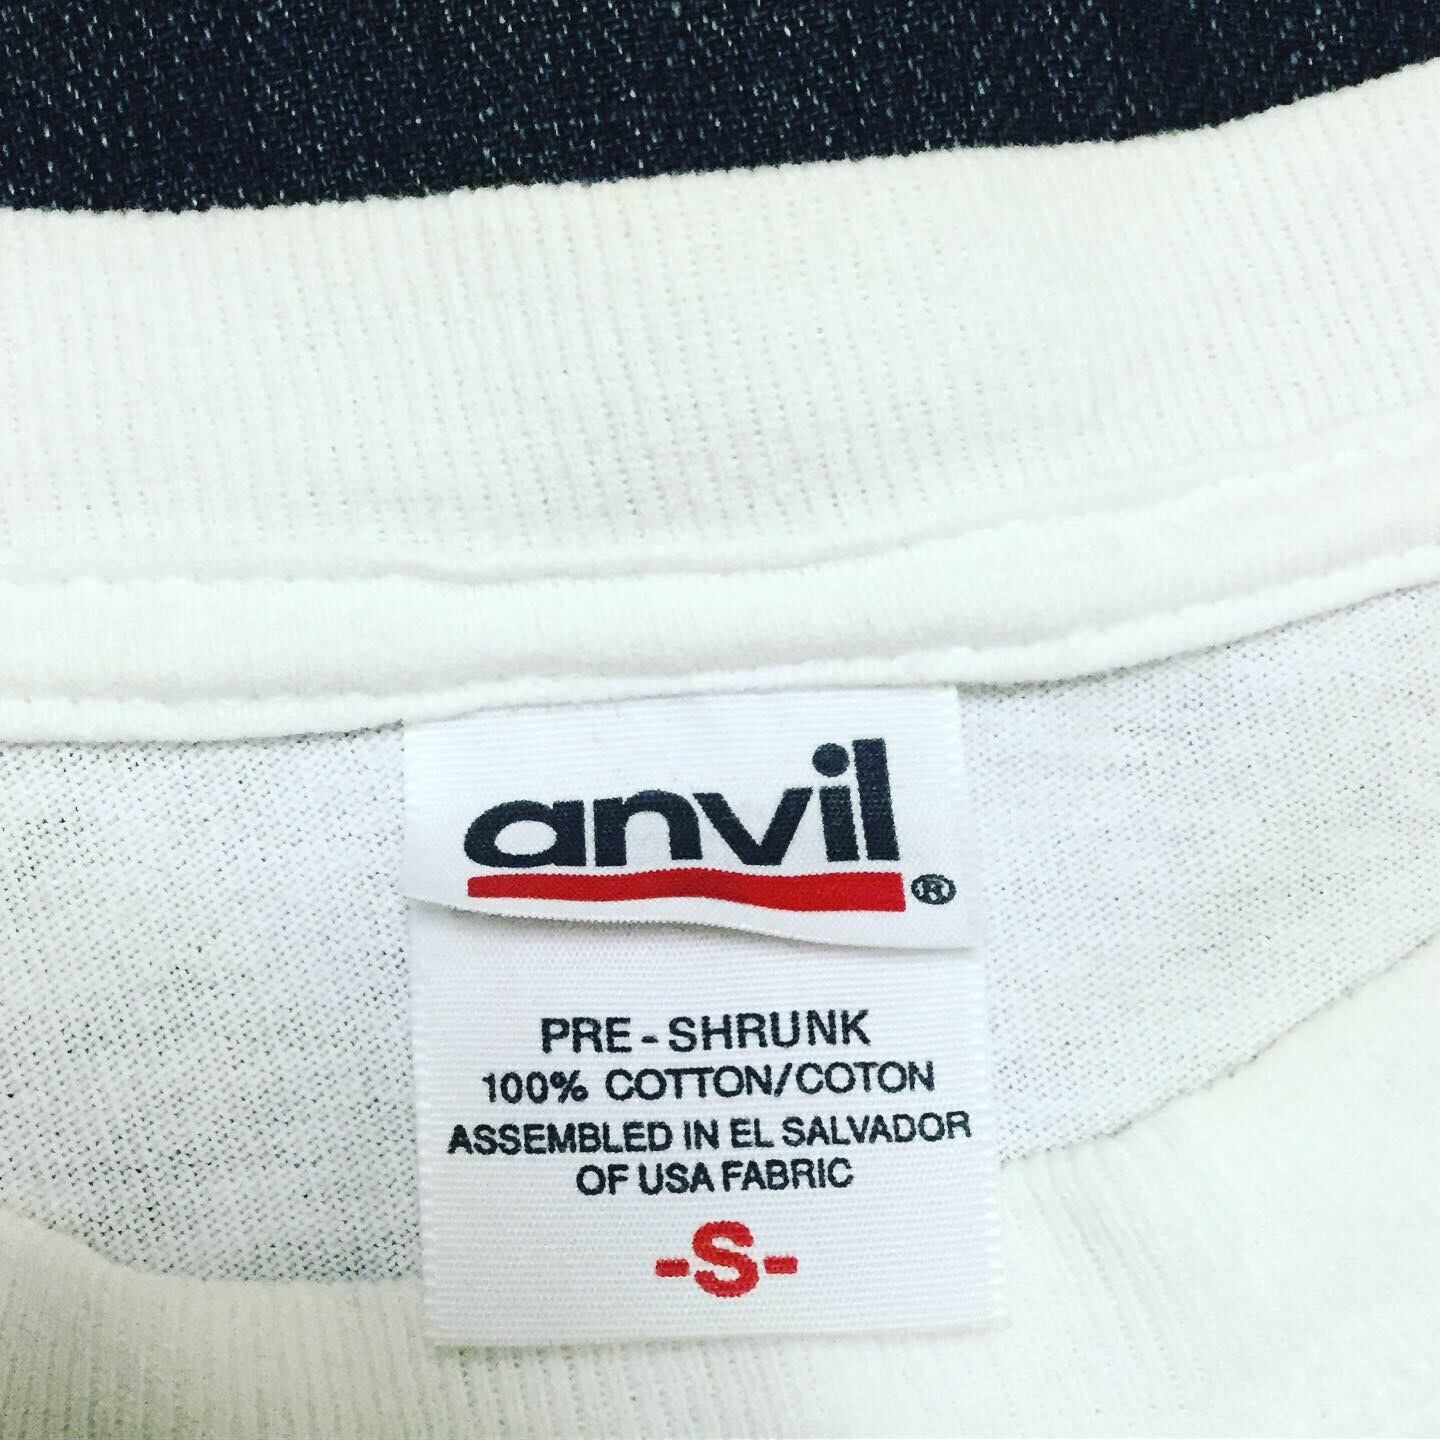 anvil®
PRE-SHRUNK
100% COTTON/COTON
ASSEMBLED IN EL SALVADOR
OF USA FABRIC
-S-